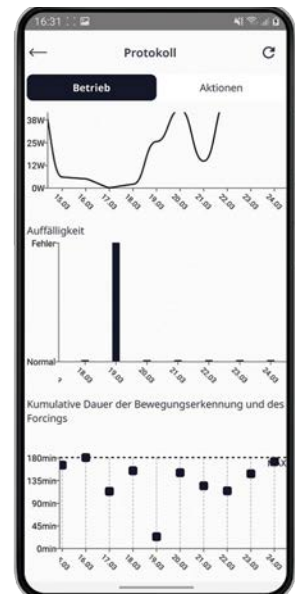 16:31
Protokoll
Betrieb Aktionen
38W
25W
12W
0W
15.03 16.03 17.03 18.03 19.03 20.03 21.03 22.03 23.03 24.03
Auffälligkeit
Fehler
Normal
18.03 19.03 20.03 21.03 22.03 23.03 24.03
Kumulative Dauer der Bewegungserkennung und des
Forcings
180min
MAX
135min
90min
45min
0min
15.03 16.03 17.03 18.03 19.03 20.03 21.03 22.03 23.03 24.03